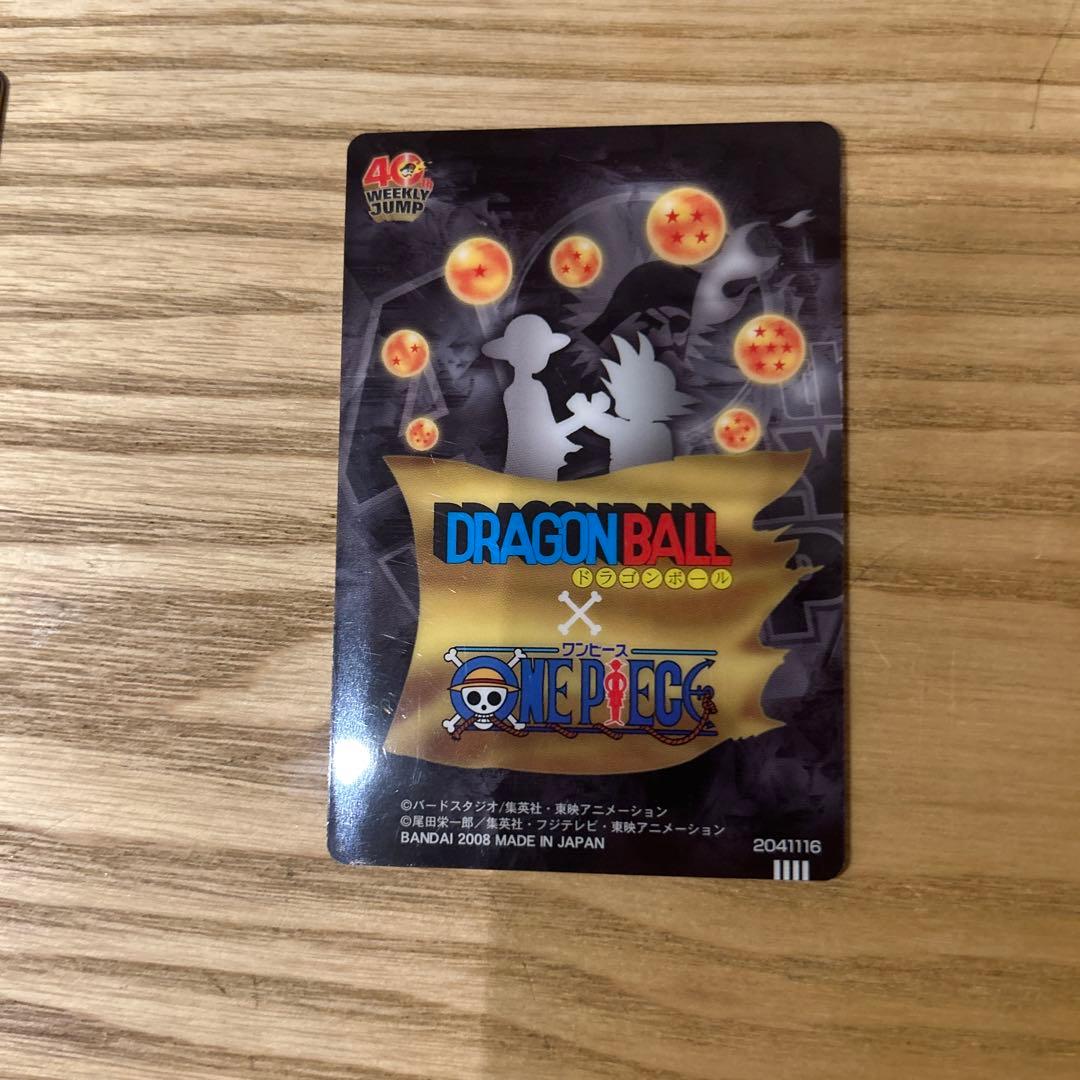 40th
WEEKLY
JUMP
DRAGON BALL
ドラゴンボール
×
ワンピース
ONE PIECE
©バードスタジオ/集英社・東映アニメーション
©尾田栄一郎／集英社・フジテレビ・東映アニメーション
BANDAI 2008 MADE IN JAPAN
2041116